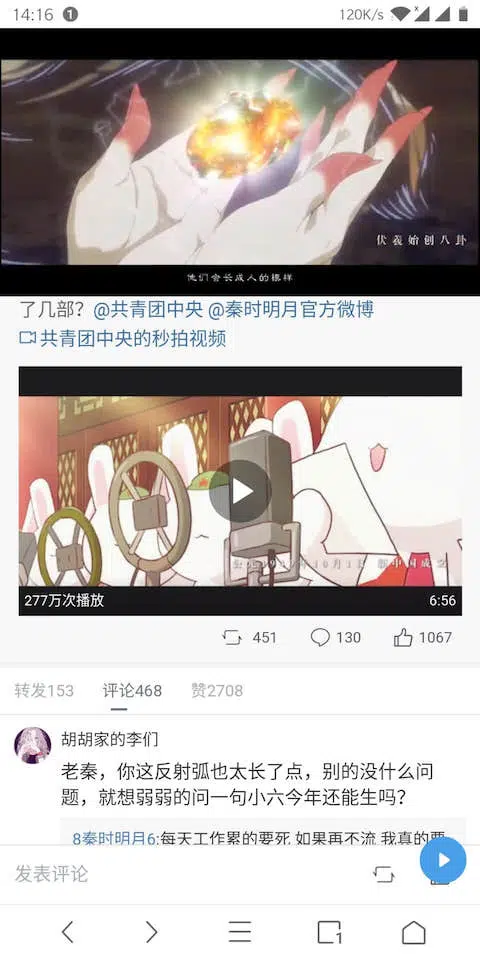 14:16 1 120K/s
伏羲始创八卦
他们会长成人的模样
了几部？@共青团中央 @秦时明月官方微博
共青团中央的秒拍视频
277万次播放 6:56
451 130 1067
转发153 评论468 赞2708
胡胡家的李们
老秦，你这反射弧也太长了点，别的没什么问
题，就想弱弱的问一句小六今年还能生吗？
8秦时明月6:每天工作累的要死 如果再不流 我真的要
发表评论
1